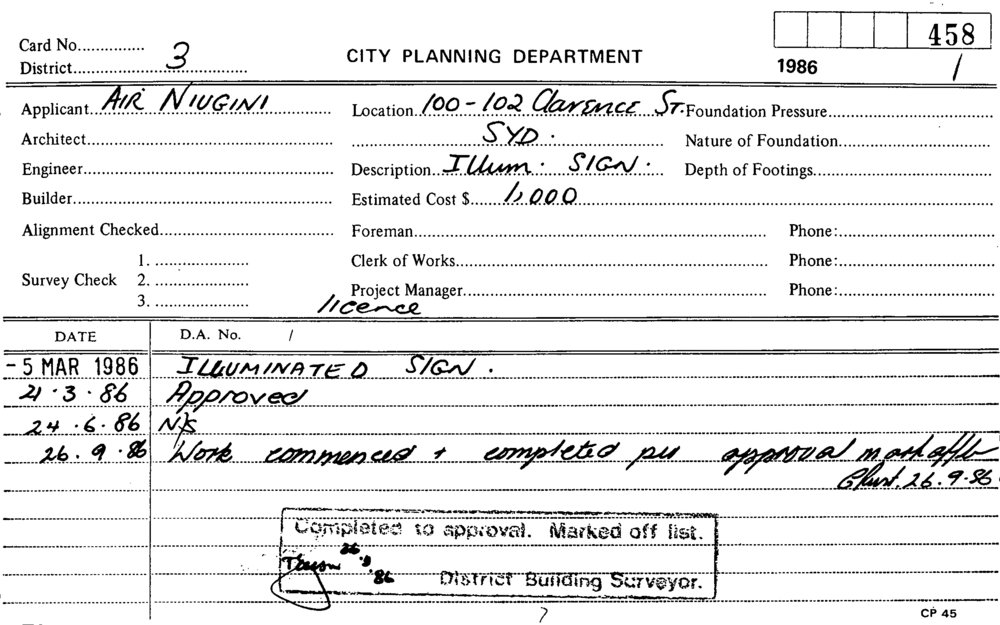 458
Card No...............
District............3............
CITY PLANNING DEPARTMENT
1986 /
Applicant AIR NIUGINI
Location 100-102 Clarence St.
Foundation Pressure
Architect
SYD.
Nature of Foundation
Engineer
Description Illum. SIGN.
Depth of Footings
Builder
Estimated Cost $ 1,000
Alignment Checked
Foreman
Phone:
Survey Check
1.
2.
3.
Clerk of Works
Phone:
Project Manager
Phone:
licence
DATE D.A. No. /
-5 MAR 1986 ILLUMINATED SIGN.
21.3.86 Approved
24.6.86 N/S
26.9.86 Work commenced + completed per approval mark off
26.9.86
Completed to approval. Marked off list.
26.9.86
District Building Surveyor.
CP 45